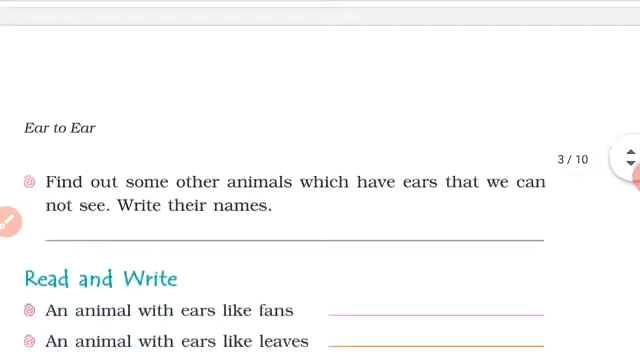 Ear to Ear
3 / 10
Find out some other animals which have ears that we can
not see. Write their names.
Read and Write
An animal with ears like fans
An animal with ears like leaves